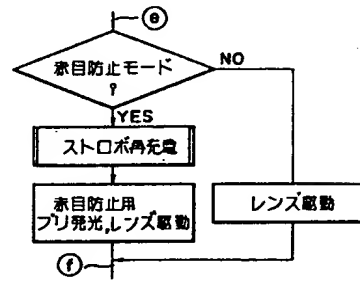 e
赤目防止モード
?
NO
YES
ストロボ再充電
赤目防止用
プリ発光,レンズ駆動
レンズ駆動
f